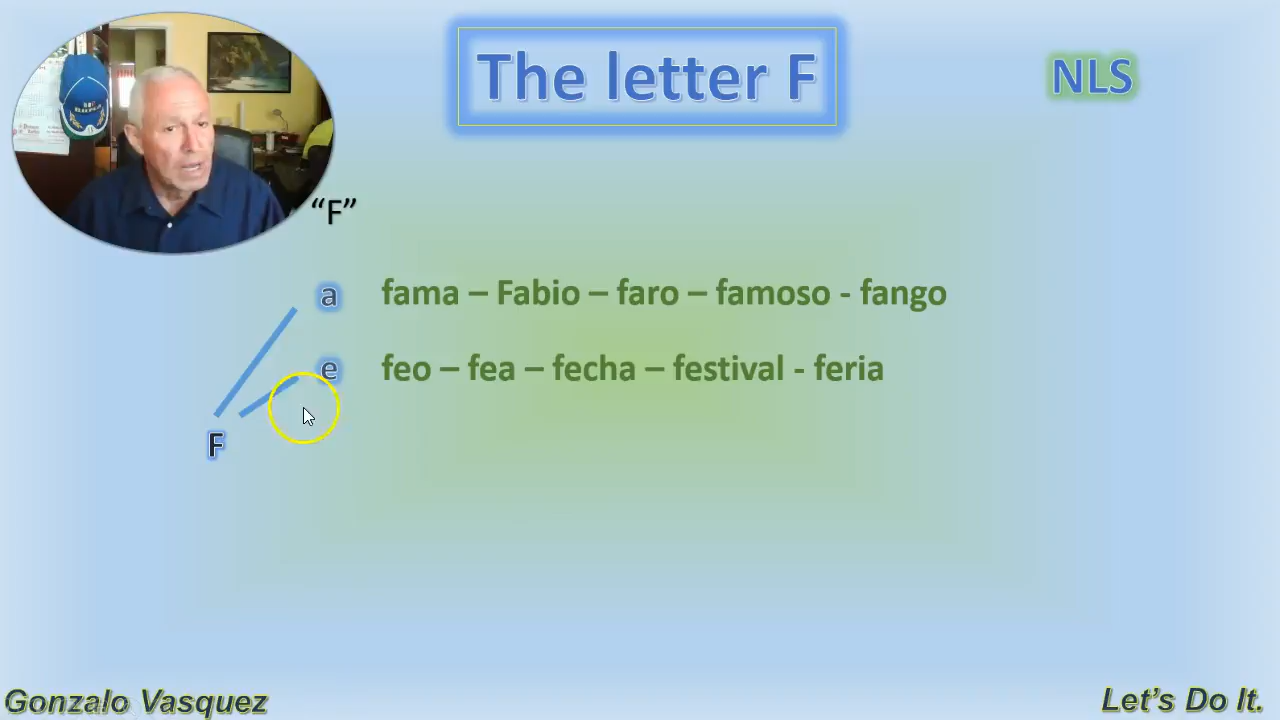 The letter F
NLS
“F”
a fama – Fabio – faro – famoso - fango
e feo – fea – fecha – festival - feria
F
Gonzalo Vasquez
Let’s Do It.